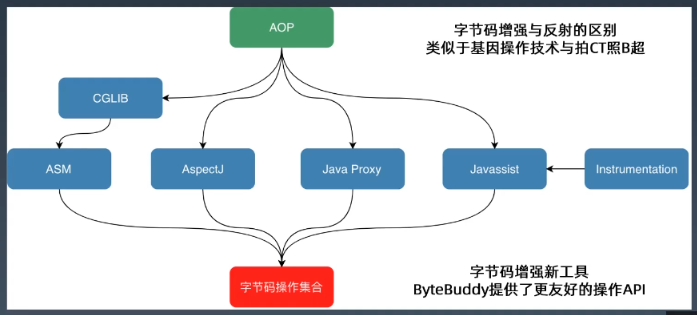 AOP
字节码增强与反射的区别
类似于基因操作技术与拍CT照B超
CGLIB
ASM
AspectJ
Java Proxy
Javassist
Instrumentation
字节码操作集合
字节码增强新工具
ByteBuddy提供了更友好的操作API